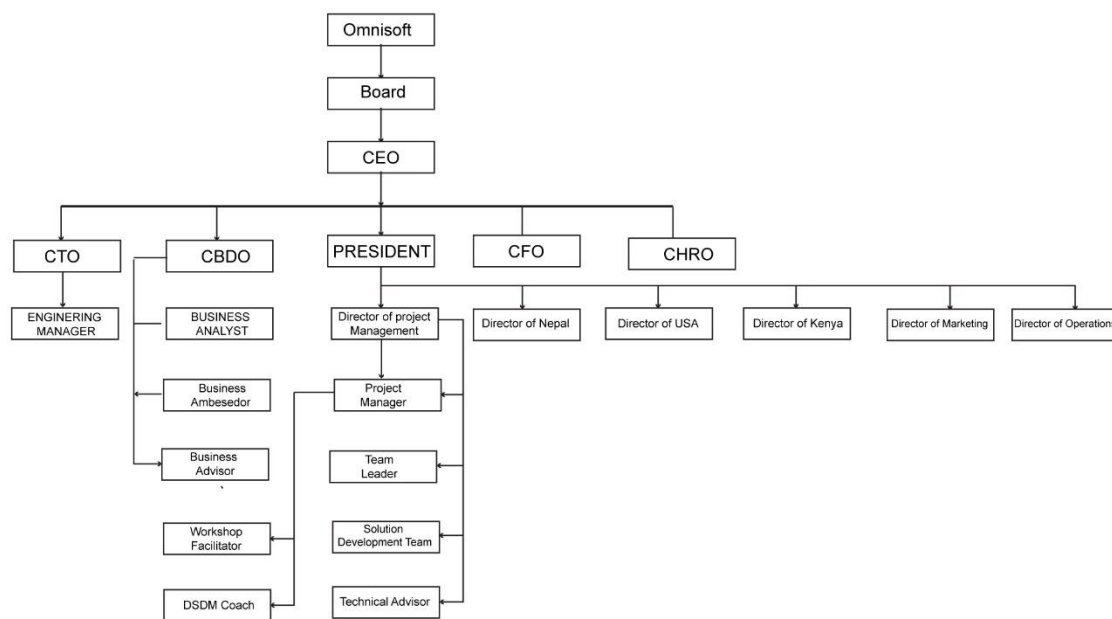 Omnisoft
Board
CEO
CTO
CBDO
PRESIDENT
CFO
CHRO
ENGINERING
MANAGER
BUSINESS
ANALYST
Director of project
Management
Director of Nepal
Director of USA
Director of Kenya
Director of Marketing
Director of Operations
Business
Ambesedor
Project
Manager
Business
Advisor
Team
Leader
Workshop
Facilitator
Solution
Development Team
DSDM Coach
Technical Advisor